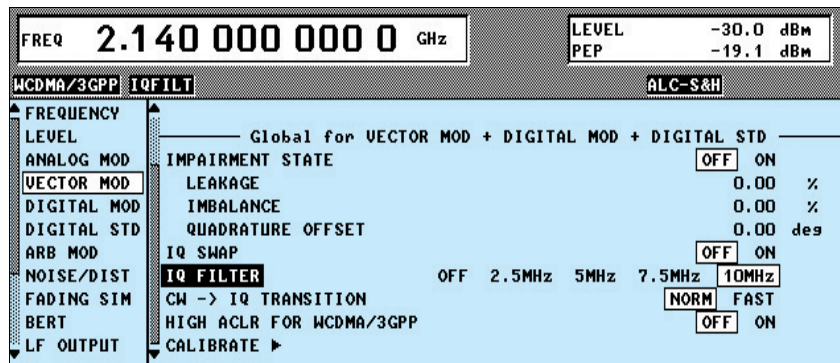 FREQ 2.140 000 000 0 GHz
LEVEL -30.0 dBm
PEP -19.1 dBm
WCDMA/3GPP IQFILT ALC-S&H
FREQUENCY
LEVEL
ANALOG MOD
VECTOR MOD
DIGITAL MOD
DIGITAL STD
ARB MOD
NOISE/DIST
FADING SIM
BERT
LF OUTPUT
Global for VECTOR MOD + DIGITAL MOD + DIGITAL STD
IMPAIRMENT STATE OFF ON
LEAKAGE 0.00 %
IMBALANCE 0.00 %
QUADRATURE OFFSET 0.00 deg
IQ SWAP OFF ON
IQ FILTER OFF 2.5MHz 5MHz 7.5MHz 10MHz
CW -> IQ TRANSITION NORM FAST
HIGH ACLR FOR WCDMA/3GPP OFF ON
CALIBRATE ▶